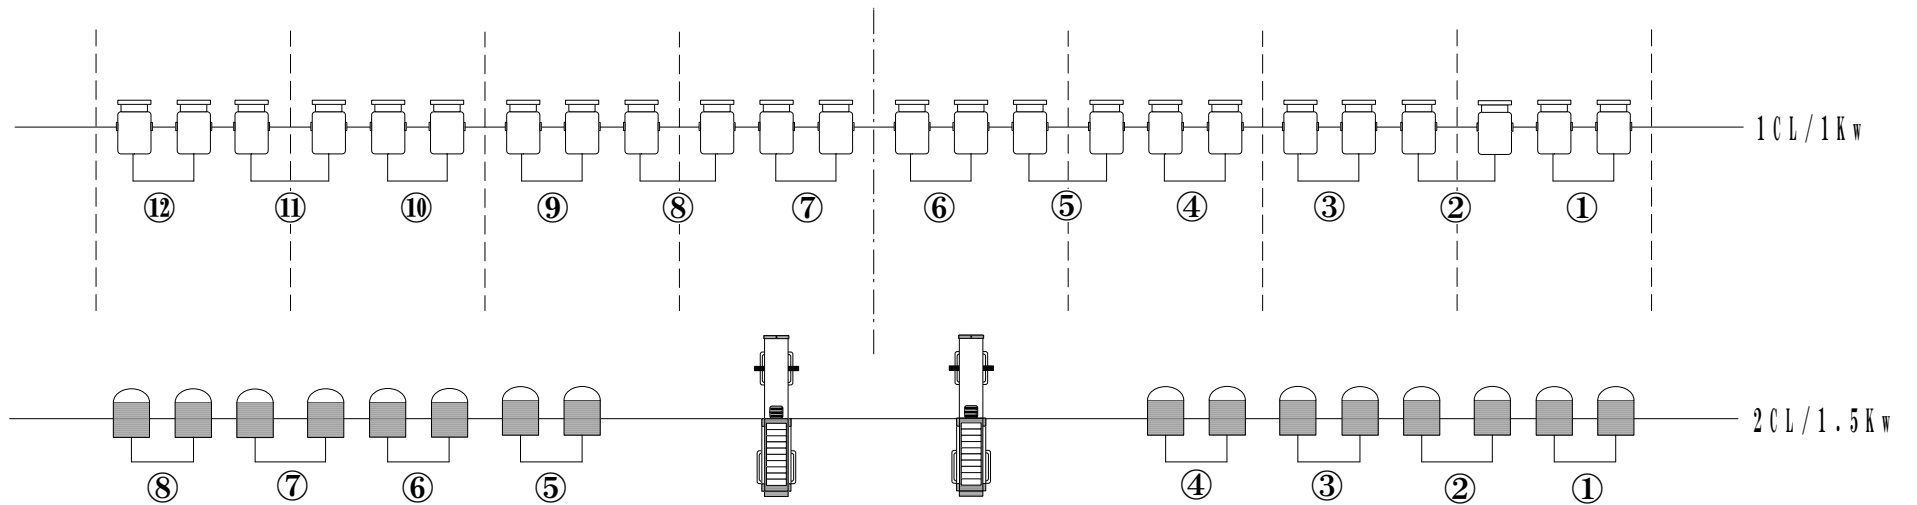 1CL/1Kw
⑫ ⑪ ⑩ ⑨ ⑧ ⑦ ⑥ ⑤ ④ ③ ② ①
2CL/1.5Kw
⑧ ⑦ ⑥ ⑤ ④ ③ ② ①